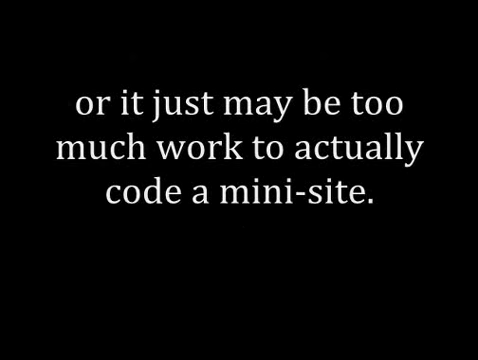 or it just may be too
much work to actually
code a mini-site.